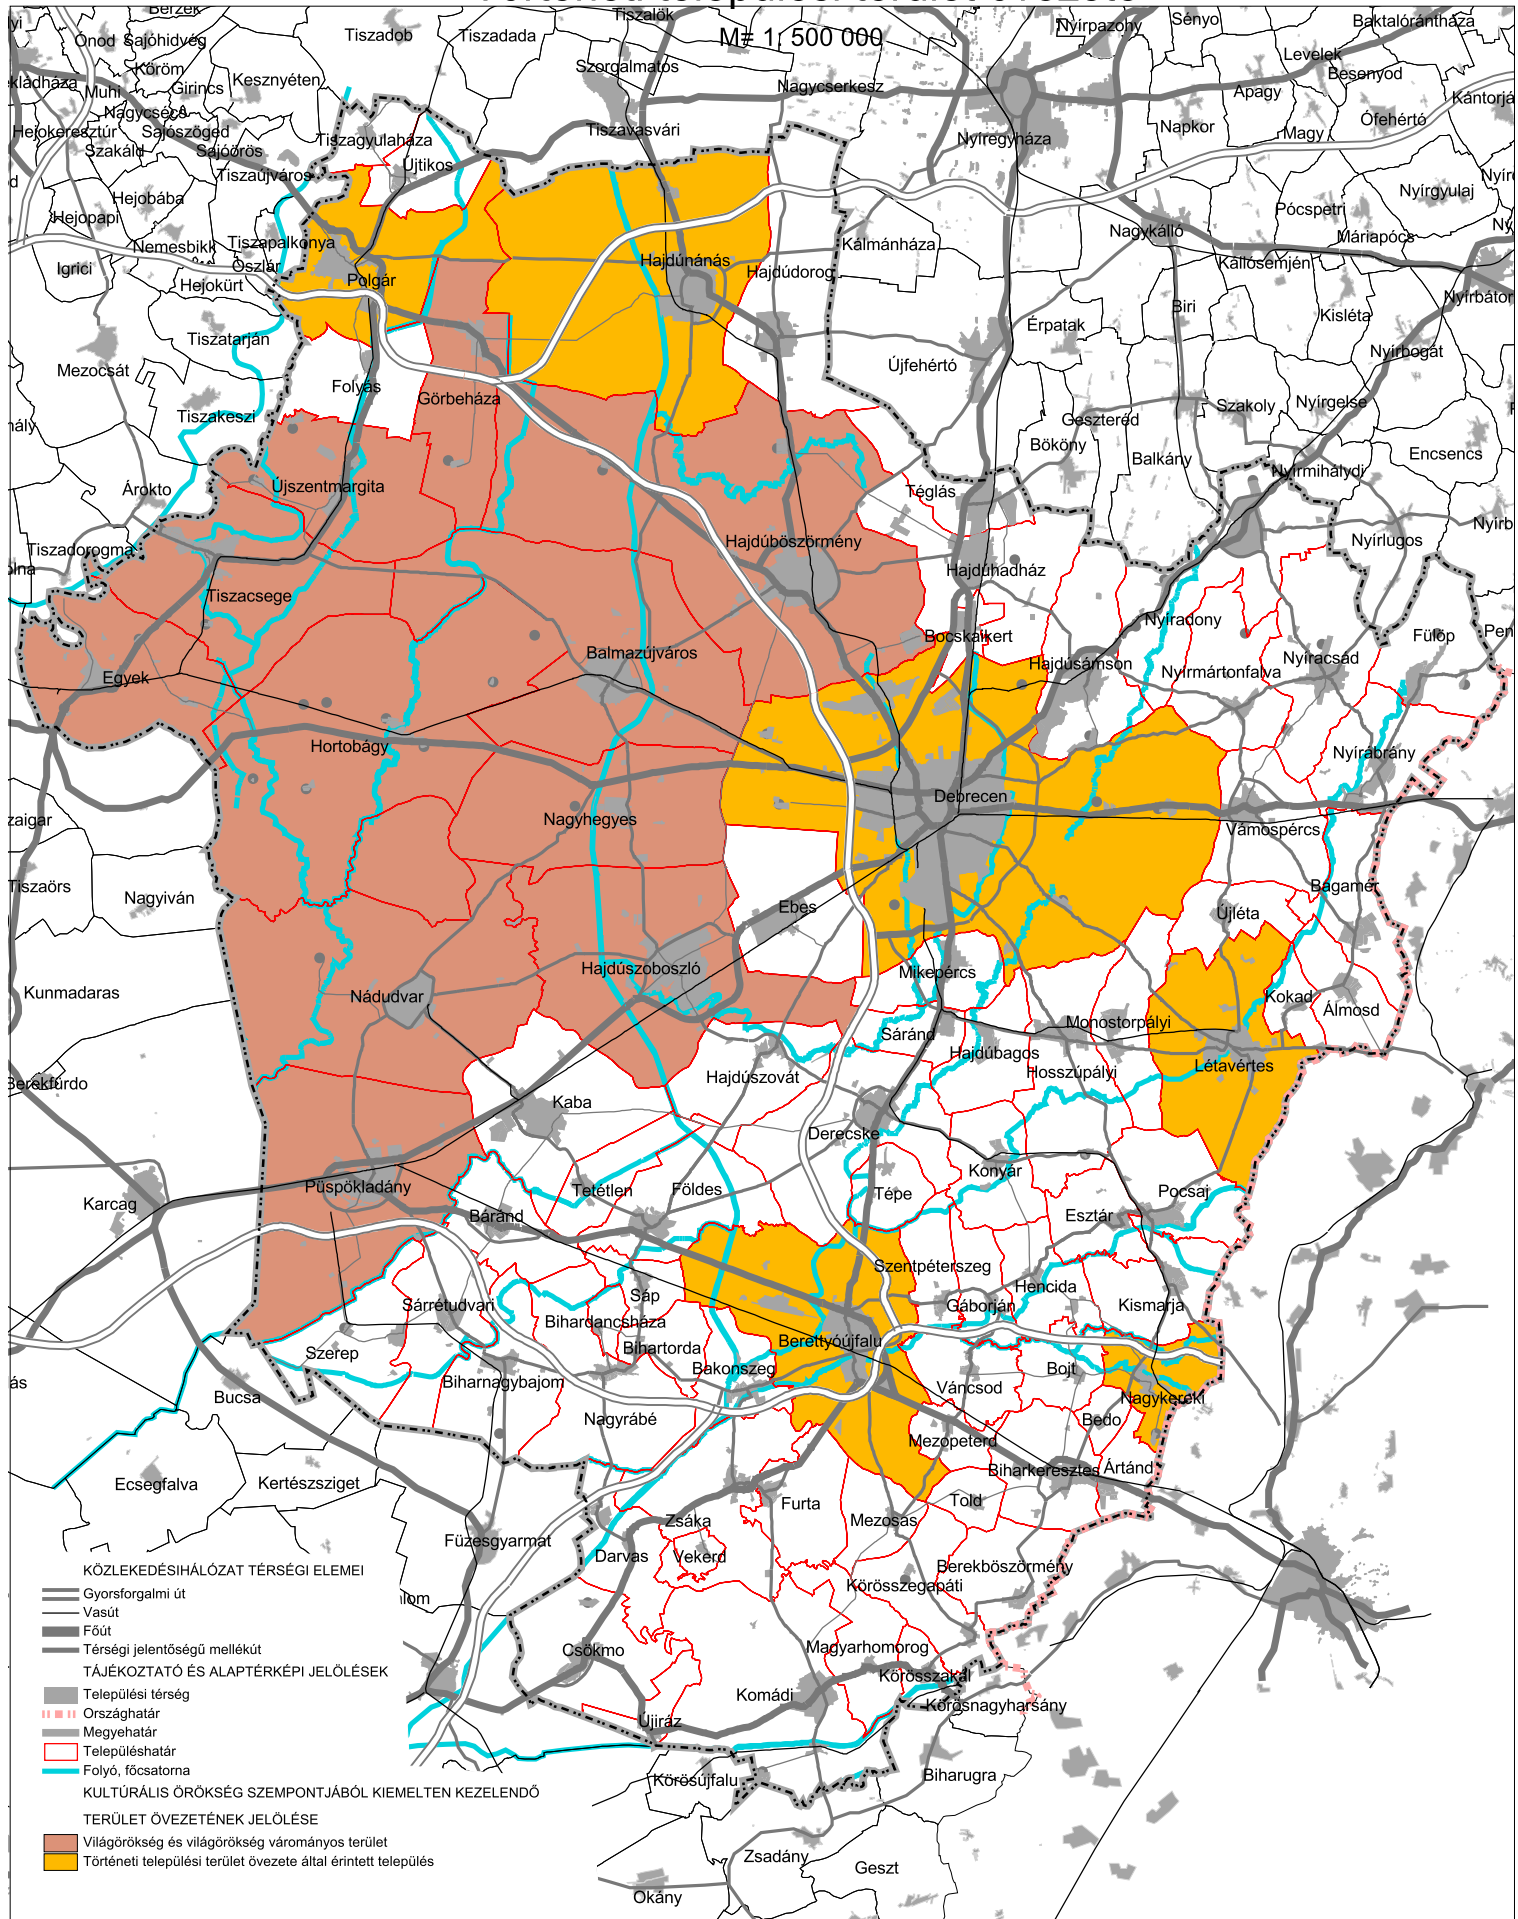 M= 1: 500 000
Tiszalök
Berzék
Ónod
Sajóhidvég
Tiszadob
Tiszadada
Nyírpazony
Sényo
Baktalórántháza
Levelek
Besenyod
Köröm
Girincs
Kesznyéten
Szorgalmatos
Nagycserkesz
Apagy
Kántorjá
Muhi
Nagycsécs
Hejokeresztúr
Sajószöged
Szakáld
Sajóörös
Tiszagyulaháza
Tiszavasvári
Nyíregyháza
Napkor
Magy
Ófehértó
Tiszaújváros
Újtikos
Hejobába
Hejopapi
Nyírgyulaj
Pócspetri
Nemesbikk
Tiszapalkonya
Oszlár
Igrici
Hejokürt
Polgár
Hajdúnánás
Hajdúdorog
Kálmánháza
Nagykálló
Máriapócs
Kállósemjén
Nyírbátor
Biri
Kisléta
Tiszatarján
Érpatak
Mezocsát
Folyás
Újfehértó
Nyírbogát
Tiszakeszi
Görbeháza
Geszteréd
Szakoly
Nyírgelse
Bököny
Balkány
Encsencs
Nyírmihálydi
Árokto
Újszentmargita
Téglás
Tiszadorogma
Hajdúböszörmény
Nyírlugos
Hajdúhadház
Tiszacsege
Nyíradony
Bocskaikert
Fülöp
Egyek
Balmazújváros
Hajdúsámson
Nyírmártonfalva
Nyíracsád
Hortobágy
Nyírábrány
Debrecen
Nagyhegyes
Vámospércs
Tiszaörs
Nagyiván
Bagamér
Ebes
Újléta
Hajdúszoboszló
Mikepércs
Kunmadaras
Nádudvar
Kokad
Álmosd
Monostorpályi
Sáránd
Hajdúbagos
Létavértes
Hosszúpályi
Hajdúszovát
Berekfürdo
Kaba
Derecske
Konyár
Karcag
Püspökladány
Tetétlen
Földes
Tépe
Pocsaj
Báránd
Esztár
Szentpéterszeg
Hencida
Sáp
Gáborján
Kismarja
Sárrétudvari
Bihardancsháza
Berettyóújfalu
Szerep
Bihartorda
Bakonszeg
Bojt
Bucsa
Biharnagybajom
Váncsod
Nagykereki
Nagyrábé
Bedo
Mezopeterd
Biharkeresztes
Ártánd
Ecsegfalva
Kertészsziget
Told
Furta
Zsáka
Mezosas
Füzesgyarmat
Darvas
Vekerd
Berekböszörmény
Körösszegapáti
Csökmo
Magyarhomorog
Körösszakál
Komádi
Körösnagyharsány
Újiráz
Körösújfalu
Biharugra
Zsadány
Geszt
Okány
KÖZLEKEDÉSIHÁLÓZAT TÉRSÉGI ELEMEI
Gyorsforgalmi út
Vasút
Főút
Térségi jelentőségű mellékút
TÁJÉKOZTATÓ ÉS ALAPTÉRKÉPI JELÖLÉSEK
Települési térség
Országhatár
Megyehatár
Településhatár
Folyó, főcsatorna
KULTÚRÁLIS ÖRÖKSÉG SZEMPONTJÁBÓL KIEMELTEN KEZELENDŐ
TERÜLET ÖVEZETÉNEK JELÖLÉSE
Világörökség és világörökség várományos terület
Történeti települési terület övezete által érintett település